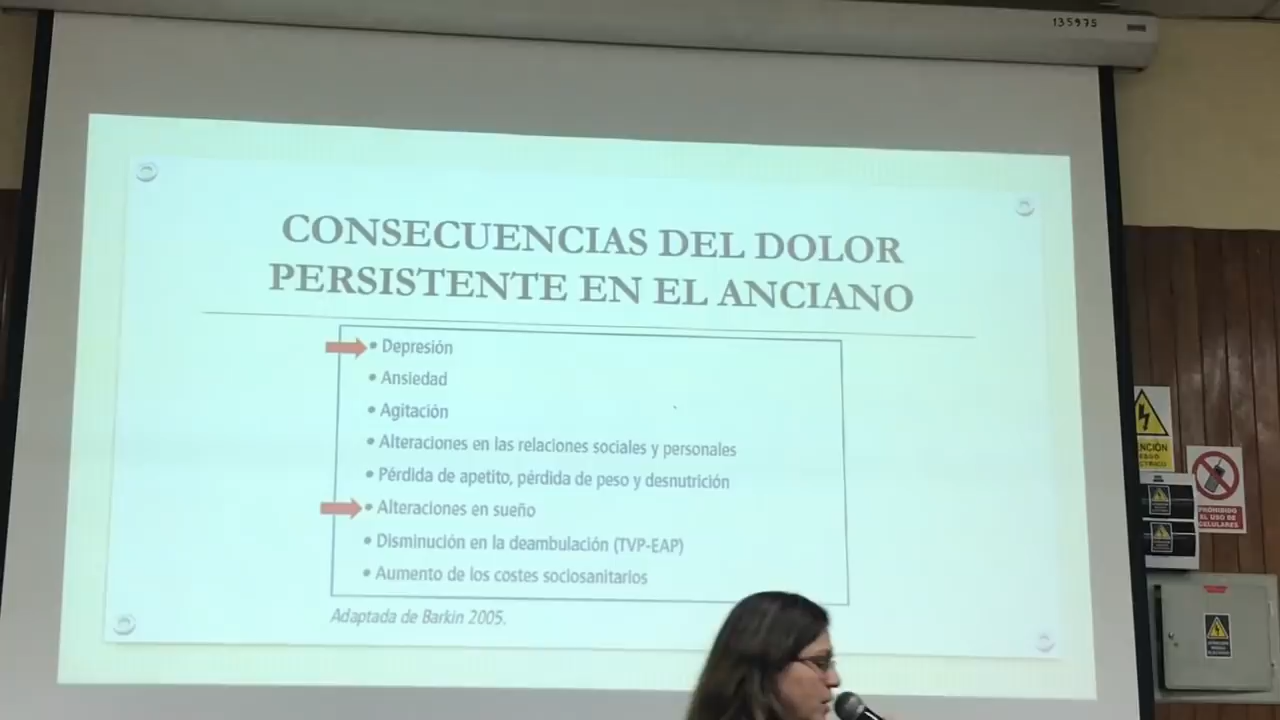 135975
CONSECUENCIAS DEL DOLOR
PERSISTENTE EN EL ANCIANO
• Depresión
• Ansiedad
• Agitación
• Alteraciones en las relaciones sociales y personales
• Pérdida de apetito, pérdida de peso y desnutrición
• Alteraciones en sueño
• Disminución en la deambulación (TVP-EAP)
• Aumento de los costes sociosanitarios
Adaptada de Barkin 2005.
PROHIBIDO
EL USO DE
CELULARES